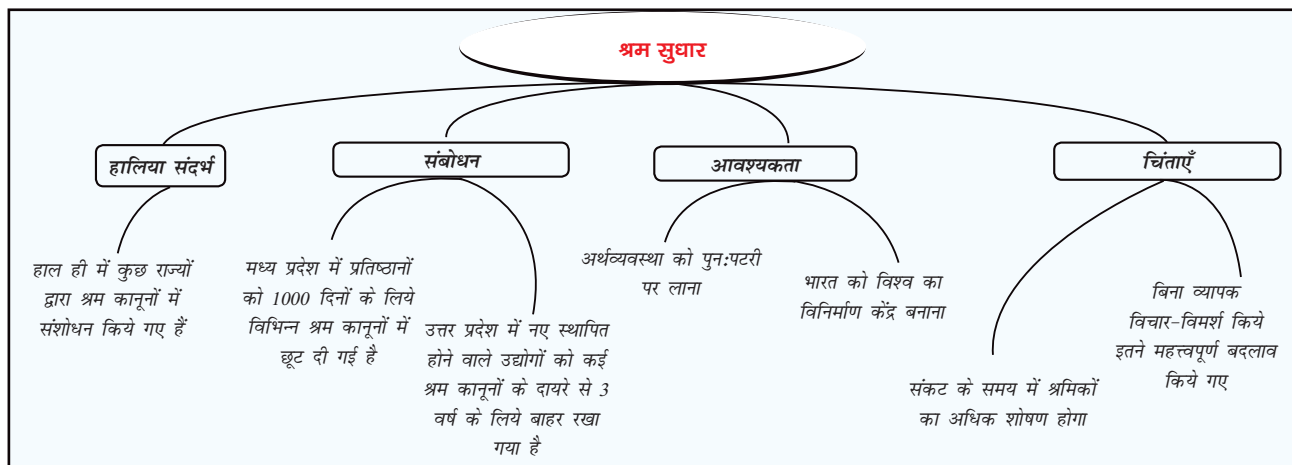 श्रम सुधार
हालिया संदर्भ
हाल ही में कुछ राज्यों
द्वारा श्रम कानूनों में
संशोधन किये गए हैं
संबोधन
मध्य प्रदेश में प्रतिष्ठानों
को 1000 दिनों के लिये
विभिन्न श्रम कानूनों में
छूट दी गई है
उत्तर प्रदेश में नए स्थापित
होने वाले उद्योगों को कई
श्रम कानूनों के दायरे से 3
वर्ष के लिये बाहर रखा
गया है
आवश्यकता
अर्थव्यवस्था को पुन:पटरी
पर लाना
भारत को विश्व का
विनिर्माण केंद्र बनाना
चिंताएँ
संकट के समय में श्रमिकों
का अधिक शोषण होगा
बिना व्यापक
विचार-विमर्श किये
इतने महत्त्वपूर्ण बदलाव
किये गए